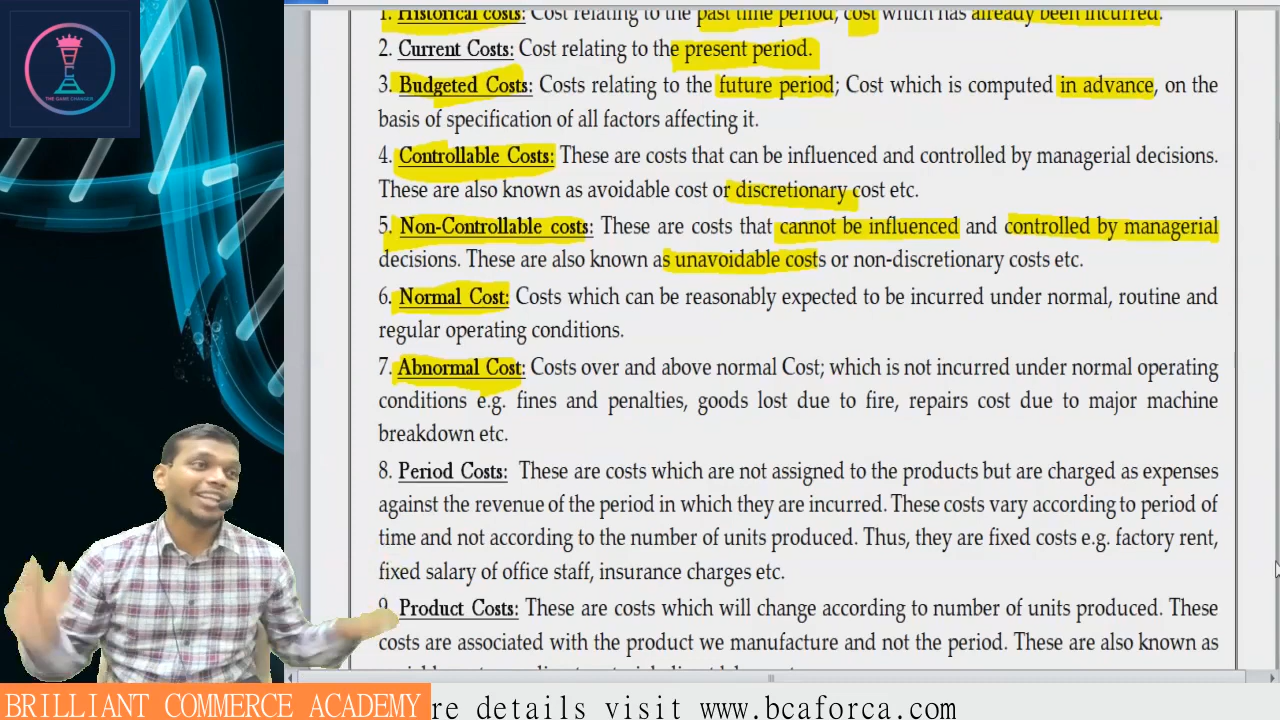 THE GAME CHANGER
1. Historical costs: Cost relating to the past time period; cost which has already been incurred.
2. Current Costs: Cost relating to the present period.
3. Budgeted Costs: Costs relating to the future period; Cost which is computed in advance, on the
basis of specification of all factors affecting it.
4. Controllable Costs: These are costs that can be influenced and controlled by managerial decisions.
These are also known as avoidable cost or discretionary cost etc.
5. Non-Controllable costs: These are costs that cannot be influenced and controlled by managerial
decisions. These are also known as unavoidable costs or non-discretionary costs etc.
6. Normal Cost: Costs which can be reasonably expected to be incurred under normal, routine and
regular operating conditions.
7. Abnormal Cost: Costs over and above normal Cost; which is not incurred under normal operating
conditions e.g. fines and penalties, goods lost due to fire, repairs cost due to major machine
breakdown etc.
8. Period Costs: These are costs which are not assigned to the products but are charged as expenses
against the revenue of the period in which they are incurred. These costs vary according to period of
time and not according to the number of units produced. Thus, they are fixed costs e.g. factory rent,
fixed salary of office staff, insurance charges etc.
9. Product Costs: These are costs which will change according to number of units produced. These
costs are associated with the product we manufacture and not the period. These are also known as
BRILLIANT COMMERCE ACADEMY re details visit www.bcaforca.com